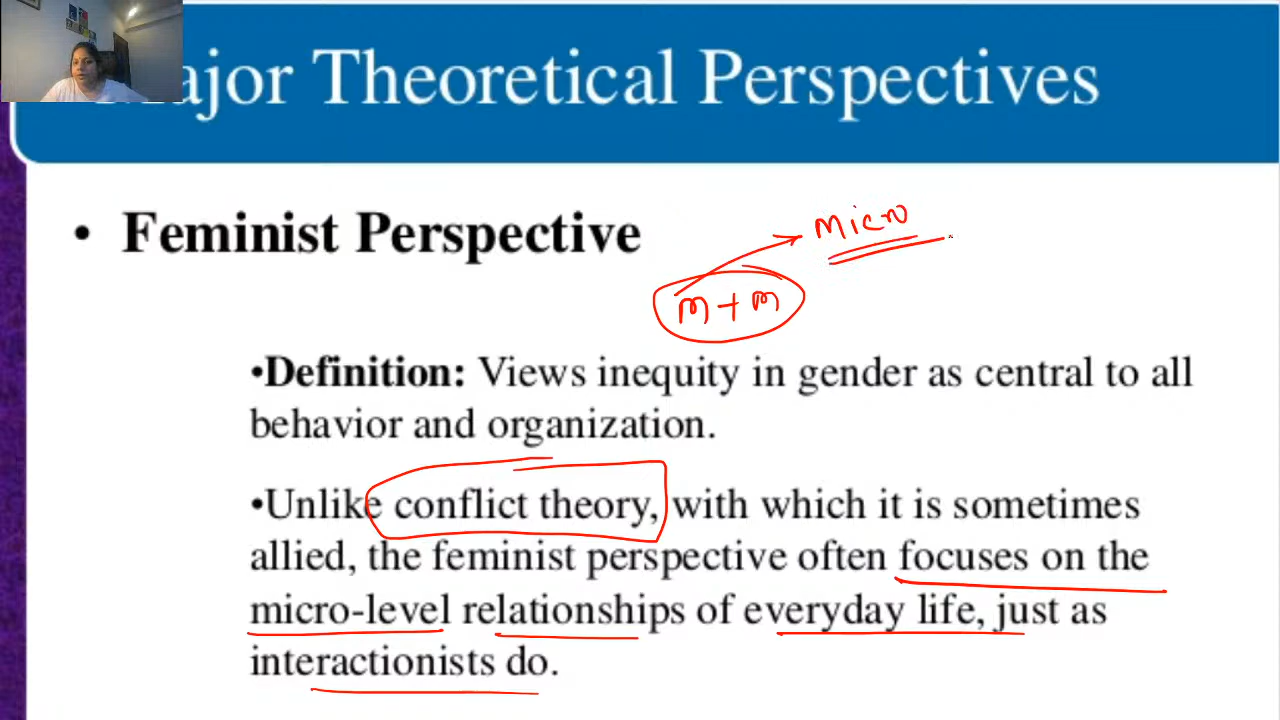 ajor Theoretical Perspectives
• Feminist Perspective
Micro
m + m
•Definition: Views inequity in gender as central to all
behavior and organization.
•Unlike conflict theory, with which it is sometimes
allied, the feminist perspective often focuses on the
micro-level relationships of everyday life, just as
interactionists do.